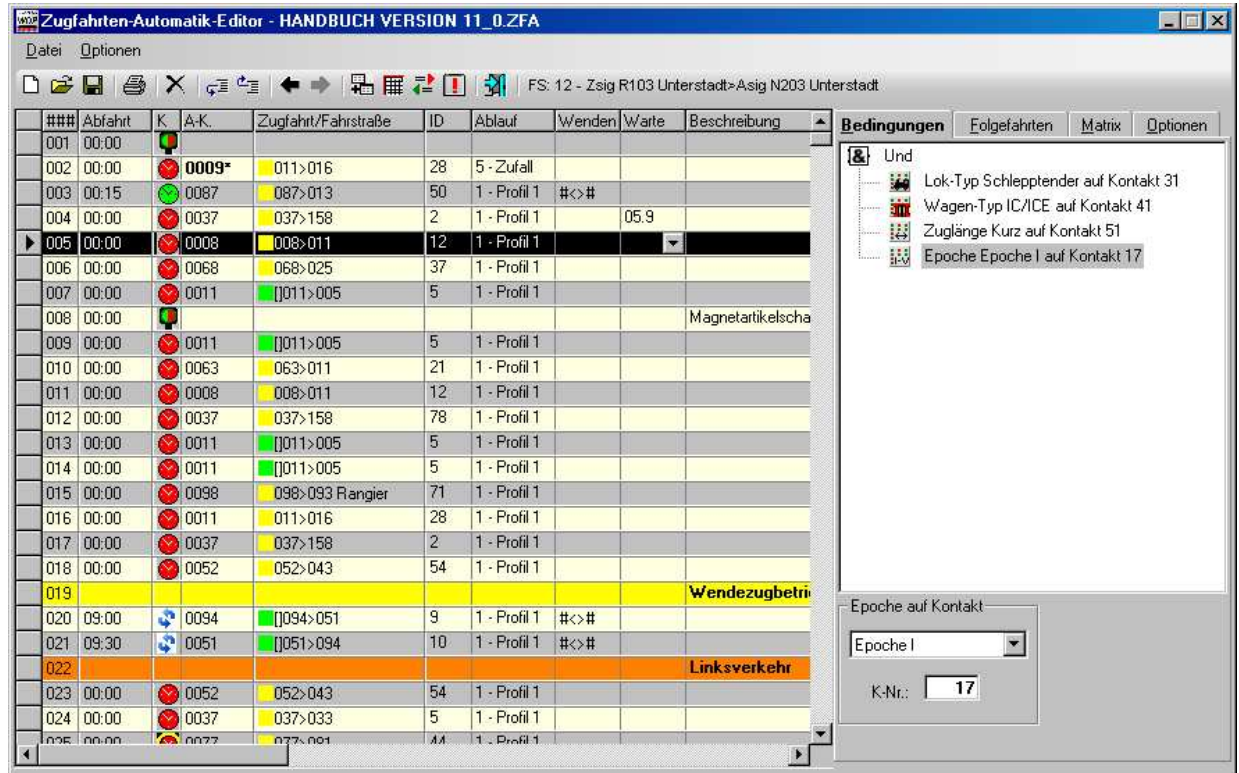 Zugfahrten-Automatik-Editor - HANDBUCH VERSION 11_0.ZFA
Datei Optionen
FS: 12 - Zsig R103 Unterstadt>Asig N203 Unterstadt
### Abfahrt K A-K. Zugfahrt/Fahrstraße ID Ablauf Wenden Warte Beschreibung
001 00:00
002 00:00 0009* 011>016 28 5 - Zufall
003 00:15 0087 087>013 50 1 - Profil 1 #<>#
004 00:00 0037 037>158 2 1 - Profil 1 05.9
005 00:00 0008 008>011 12 1 - Profil 1
006 00:00 0068 068>025 37 1 - Profil 1
007 00:00 0011 []011>005 5 1 - Profil 1
008 00:00 Magnetartikelscha
009 00:00 0011 []011>005 5 1 - Profil 1
010 00:00 0063 063>011 21 1 - Profil 1
011 00:00 0008 008>011 12 1 - Profil 1
012 00:00 0037 037>158 78 1 - Profil 1
013 00:00 0011 []011>005 5 1 - Profil 1
014 00:00 0011 []011>005 5 1 - Profil 1
015 00:00 0098 098>093 Rangier 71 1 - Profil 1
016 00:00 0011 011>016 28 1 - Profil 1
017 00:00 0037 037>158 2 1 - Profil 1
018 00:00 0052 052>043 54 1 - Profil 1
019 Wendezugbetri
020 09:00 0094 []094>051 9 1 - Profil 1 #<>#
021 09:30 0051 []051>094 10 1 - Profil 1 #<>#
022 Linksverkehr
023 00:00 0052 052>043 54 1 - Profil 1
024 00:00 0037 037>033 5 1 - Profil 1
025 00:00 0077 077>091 44 1 - Profil 1
Bedingungen Folgefahrten Matrix Optionen
& Und
Lok-Typ Schlepptender auf Kontakt 31
Wagen-Typ IC/ICE auf Kontakt 41
Zuglänge Kurz auf Kontakt 51
Epoche Epoche I auf Kontakt 17
Epoche auf Kontakt
Epoche I
K-Nr.: 17